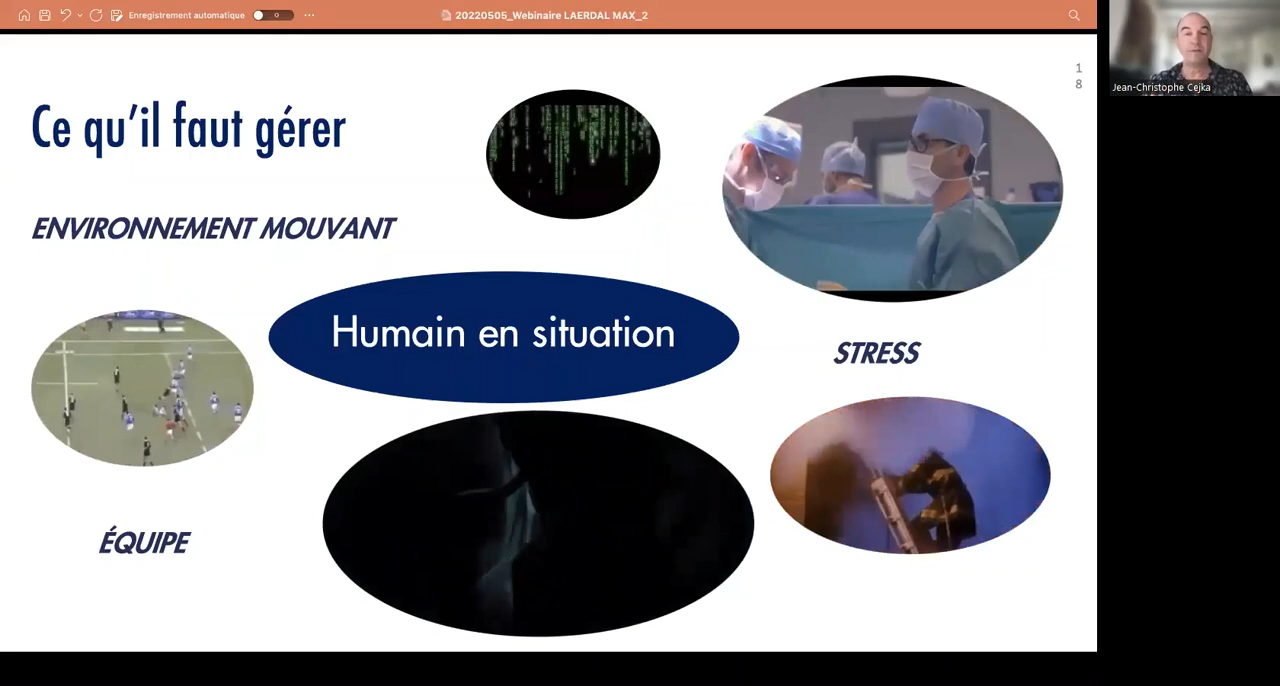 Enregistrement automatique
20220505_Webinaire LAERDAL MAX_2
Jean-Christophe Cejka
1
8
Ce qu'il faut gérer
ENVIRONNEMENT MOUVANT
Humain en situation
STRESS
ÉQUIPE